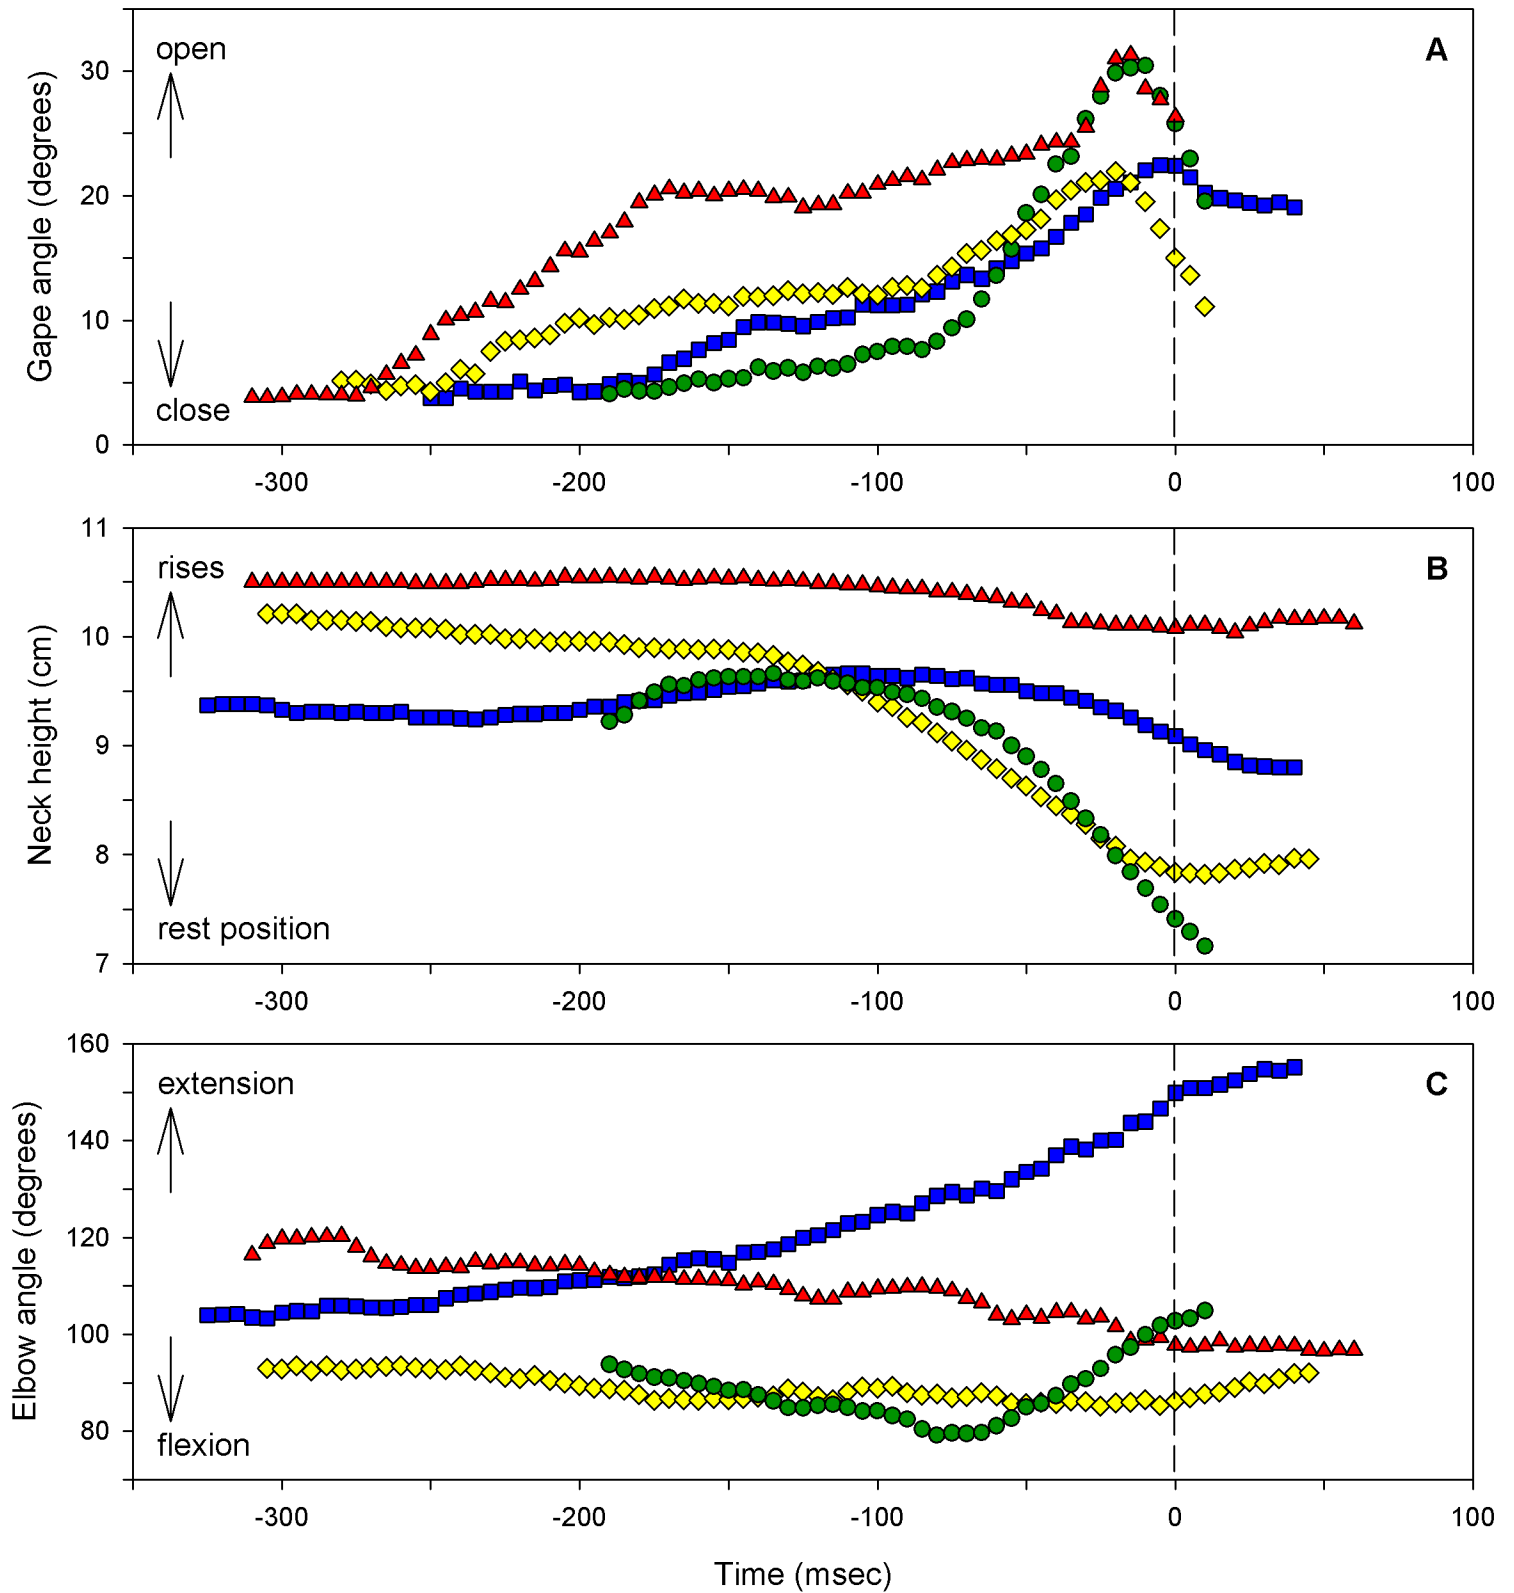 open
A
30
20
10
0
close
Gape angle (degrees)
-300 -200 -100 0 100
11
rises
B
10
9
8
7
rest position
Neck height (cm)
-300 -200 -100 0 100
160
extension
C
140
120
100
80
flexion
Elbow angle (degrees)
-300 -200 -100 0 100
Time (msec)